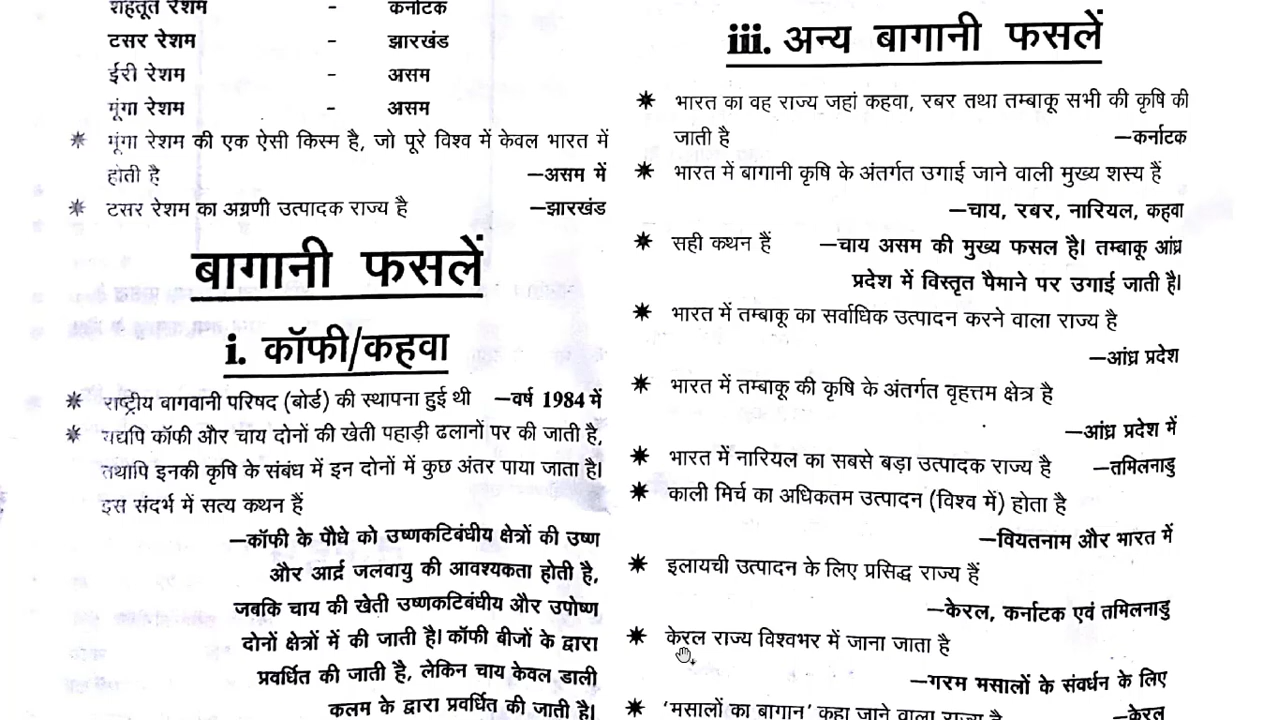 शहतूत रेशम - कर्नाटक
टसर रेशम - झारखंड
ईरी रेशम - असम
मूंगा रेशम - असम
✷ मूंगा रेशम की एक ऐसी किस्म है, जो पूरे विश्व में केवल भारत में
होती है –असम में
✷ टसर रेशम का अग्रणी उत्पादक राज्य है –झारखंड
बागानी फसलें
i. कॉफी/कहवा
✷ राष्ट्रीय बागवानी परिषद (बोर्ड) की स्थापना हुई थी –वर्ष 1984 में
✷ यद्यपि कॉफी और चाय दोनों की खेती पहाड़ी ढलानों पर की जाती है,
तथापि इनकी कृषि के संबंध में इन दोनों में कुछ अंतर पाया जाता है।
इस संदर्भ में सत्य कथन हैं
–कॉफी के पौधे को उष्णकटिबंधीय क्षेत्रों की उष्ण
और आर्द्र जलवायु की आवश्यकता होती है,
जबकि चाय की खेती उष्णकटिबंधीय और उपोष्ण
दोनों क्षेत्रों में की जाती है। कॉफी बीजों के द्वारा
प्रवर्धित की जाती है, लेकिन चाय केवल डाली
कलम के द्वारा प्रवर्धित की जाती है।
iii. अन्य बागानी फसलें
✷ भारत का वह राज्य जहां कहवा, रबर तथा तम्बाकू सभी की कृषि की
जाती है –कर्नाटक
✷ भारत में बागानी कृषि के अंतर्गत उगाई जाने वाली मुख्य शस्य हैं
–चाय, रबर, नारियल, कहवा
✷ सही कथन हैं –चाय असम की मुख्य फसल है। तम्बाकू आंध्र
प्रदेश में विस्तृत पैमाने पर उगाई जाती है।
✷ भारत में तम्बाकू का सर्वाधिक उत्पादन करने वाला राज्य है
–आंध्र प्रदेश
✷ भारत में तम्बाकू की कृषि के अंतर्गत वृहत्तम क्षेत्र है
–आंध्र प्रदेश में
✷ भारत में नारियल का सबसे बड़ा उत्पादक राज्य है –तमिलनाडु
✷ काली मिर्च का अधिकतम उत्पादन (विश्व में) होता है
–वियतनाम और भारत में
✷ इलायची उत्पादन के लिए प्रसिद्ध राज्य हैं
–केरल, कर्नाटक एवं तमिलनाडु
✷ केरल राज्य विश्वभर में जाना जाता है
–गरम मसालों के संवर्धन के लिए
✷ 'मसालों का बागान' कहा जाने वाला राज्य है –केरल